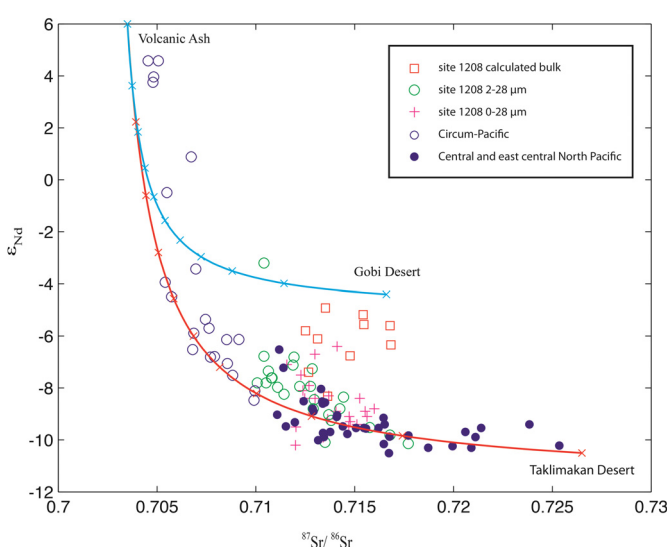 6
4
2
0
-2
-4
-6
-8
-10
-12
εNd
Volcanic Ash
site 1208 calculated bulk
site 1208 2-28 µm
site 1208 0-28 µm
Circum-Pacific
Central and east central North Pacific
Gobi Desert
Taklimakan Desert
0.7 0.705 0.71 0.715 0.72 0.725 0.73
87Sr/ 86Sr